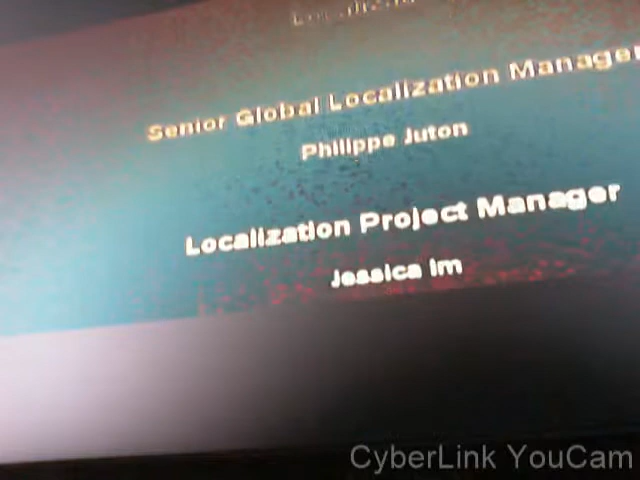 Senior Global Localization Manager
Philippe Juton
Localization Project Manager
Jessica Im
CyberLink YouCam